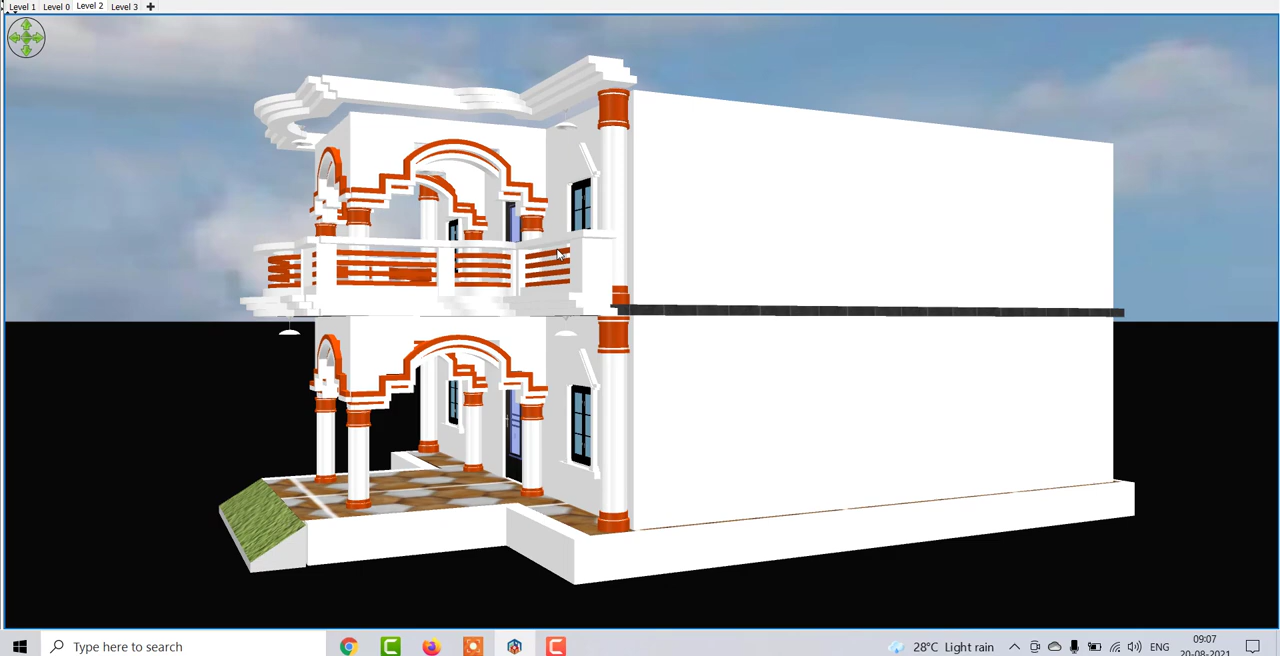 Level 1 Level 0 Level 2 Level 3
Type here to search
28°C Light rain
ENG
09:07
20-08-2021